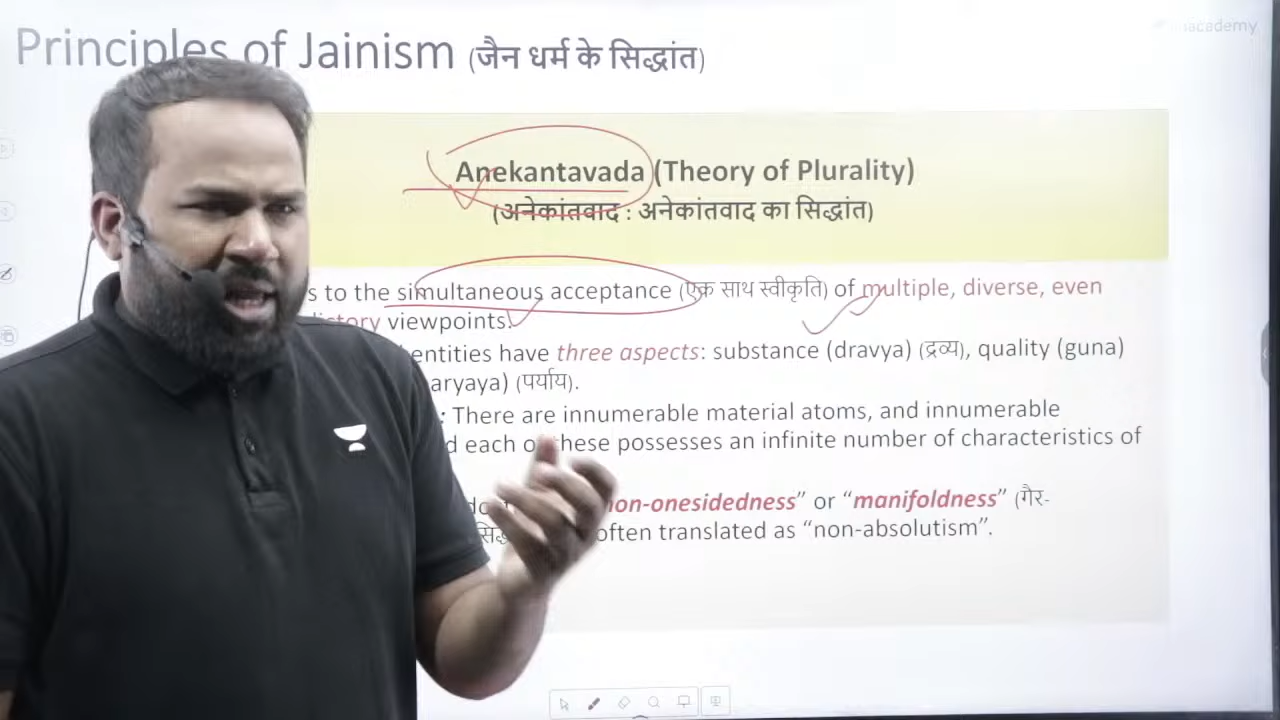 Principles of Jainism (जैन धर्म के सिद्धांत)
Anekantavada (Theory of Plurality)
(अनेकांतवाद : अनेकांतवाद का सिद्धांत)
s to the simultaneous acceptance (एक साथ स्वीकृति) of multiple, diverse, even
viewpoints.
entities have three aspects: substance (dravya) (द्रव्य), quality (guna)
aryaya) (पर्याय).
: There are innumerable material atoms, and innumerable
d each of these possesses an infinite number of characteristics of
non-onesidedness” or “manifoldness” (गैर-
often translated as “non-absolutism”.